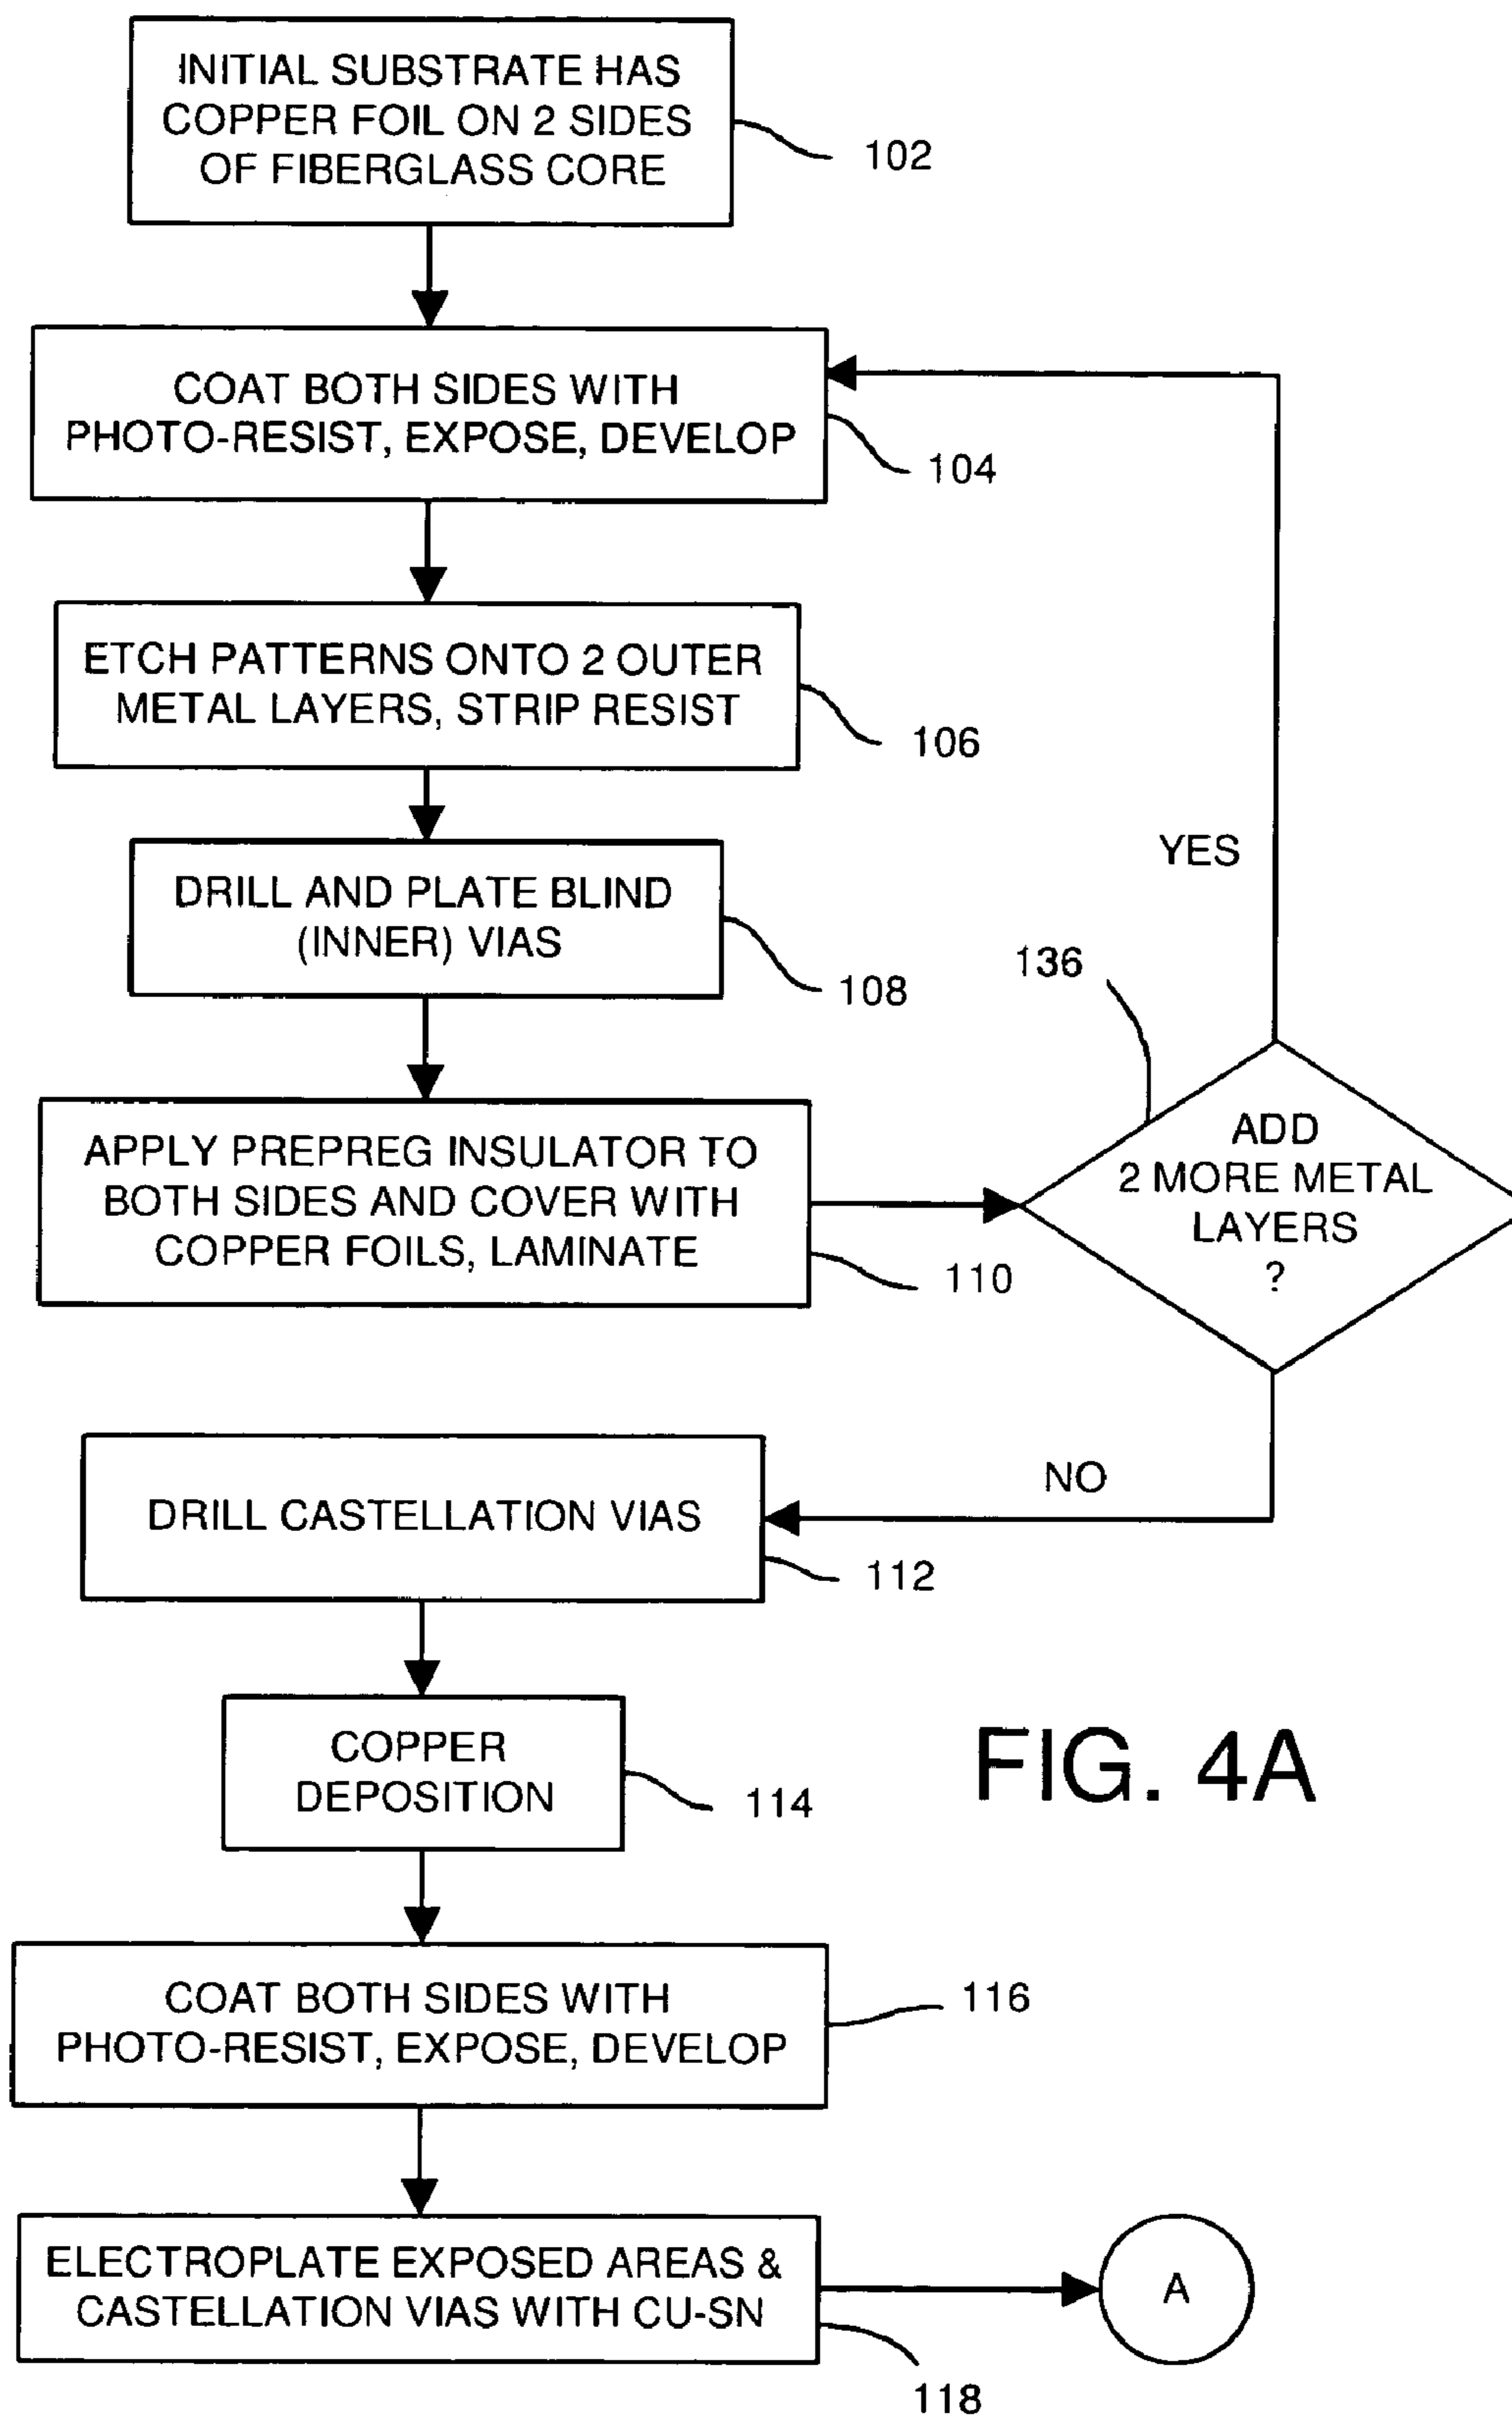 INITIAL SUBSTRATE HAS
COPPER FOIL ON 2 SIDES
OF FIBERGLASS CORE
102
COAT BOTH SIDES WITH
PHOTO-RESIST, EXPOSE, DEVELOP
104
ETCH PATTERNS ONTO 2 OUTER
METAL LAYERS, STRIP RESIST
106
YES
DRILL AND PLATE BLIND
(INNER) VIAS
108
136
APPLY PREPREG INSULATOR TO
BOTH SIDES AND COVER WITH
COPPER FOILS, LAMINATE
110
ADD
2 MORE METAL
LAYERS
?
NO
DRILL CASTELLATION VIAS
112
COPPER
DEPOSITION
114
FIG. 4A
COAT BOTH SIDES WITH
PHOTO-RESIST, EXPOSE, DEVELOP
116
ELECTROPLATE EXPOSED AREAS &
CASTELLATION VIAS WITH CU-SN
118
A